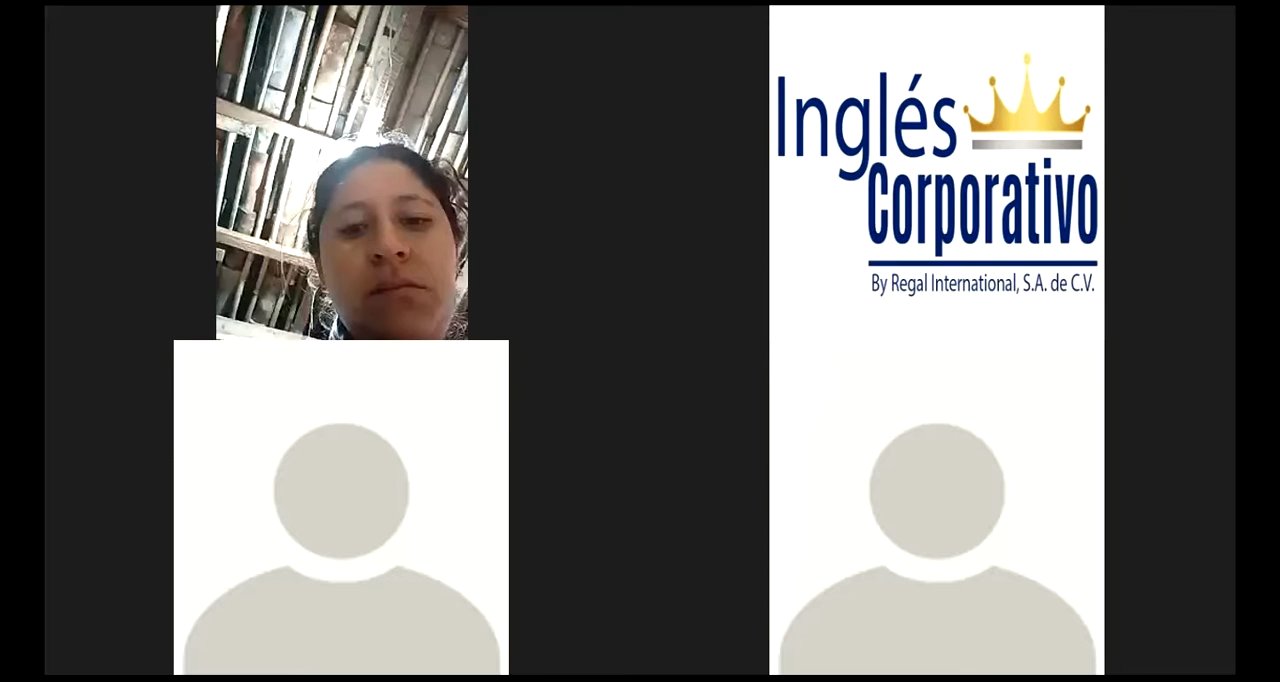 Inglés
Corporativo
By Regal International, S.A. de C.V.